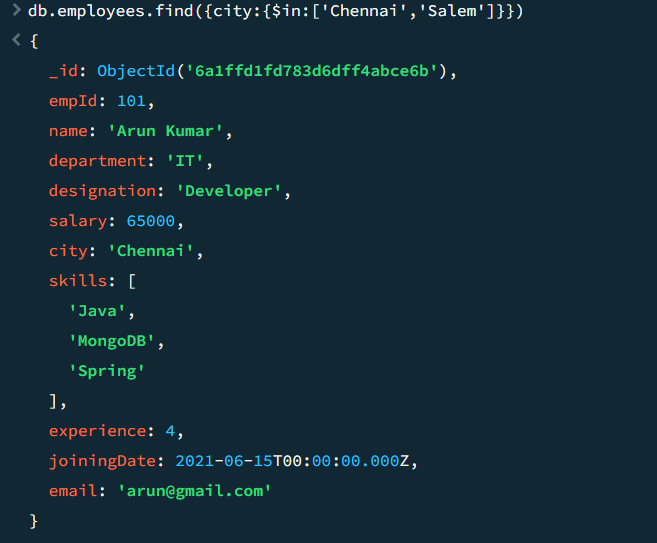 > db.employees.find({city:{$in:['Chennai','Salem']}})
< {
_id: ObjectId('6a1ffd1fd783d6dff4abce6b'),
empId: 101,
name: 'Arun Kumar',
department: 'IT',
designation: 'Developer',
salary: 65000,
city: 'Chennai',
skills: [
'Java',
'MongoDB',
'Spring'
],
experience: 4,
joiningDate: 2021-06-15T00:00:00.000Z,
email: 'arun@gmail.com'
}